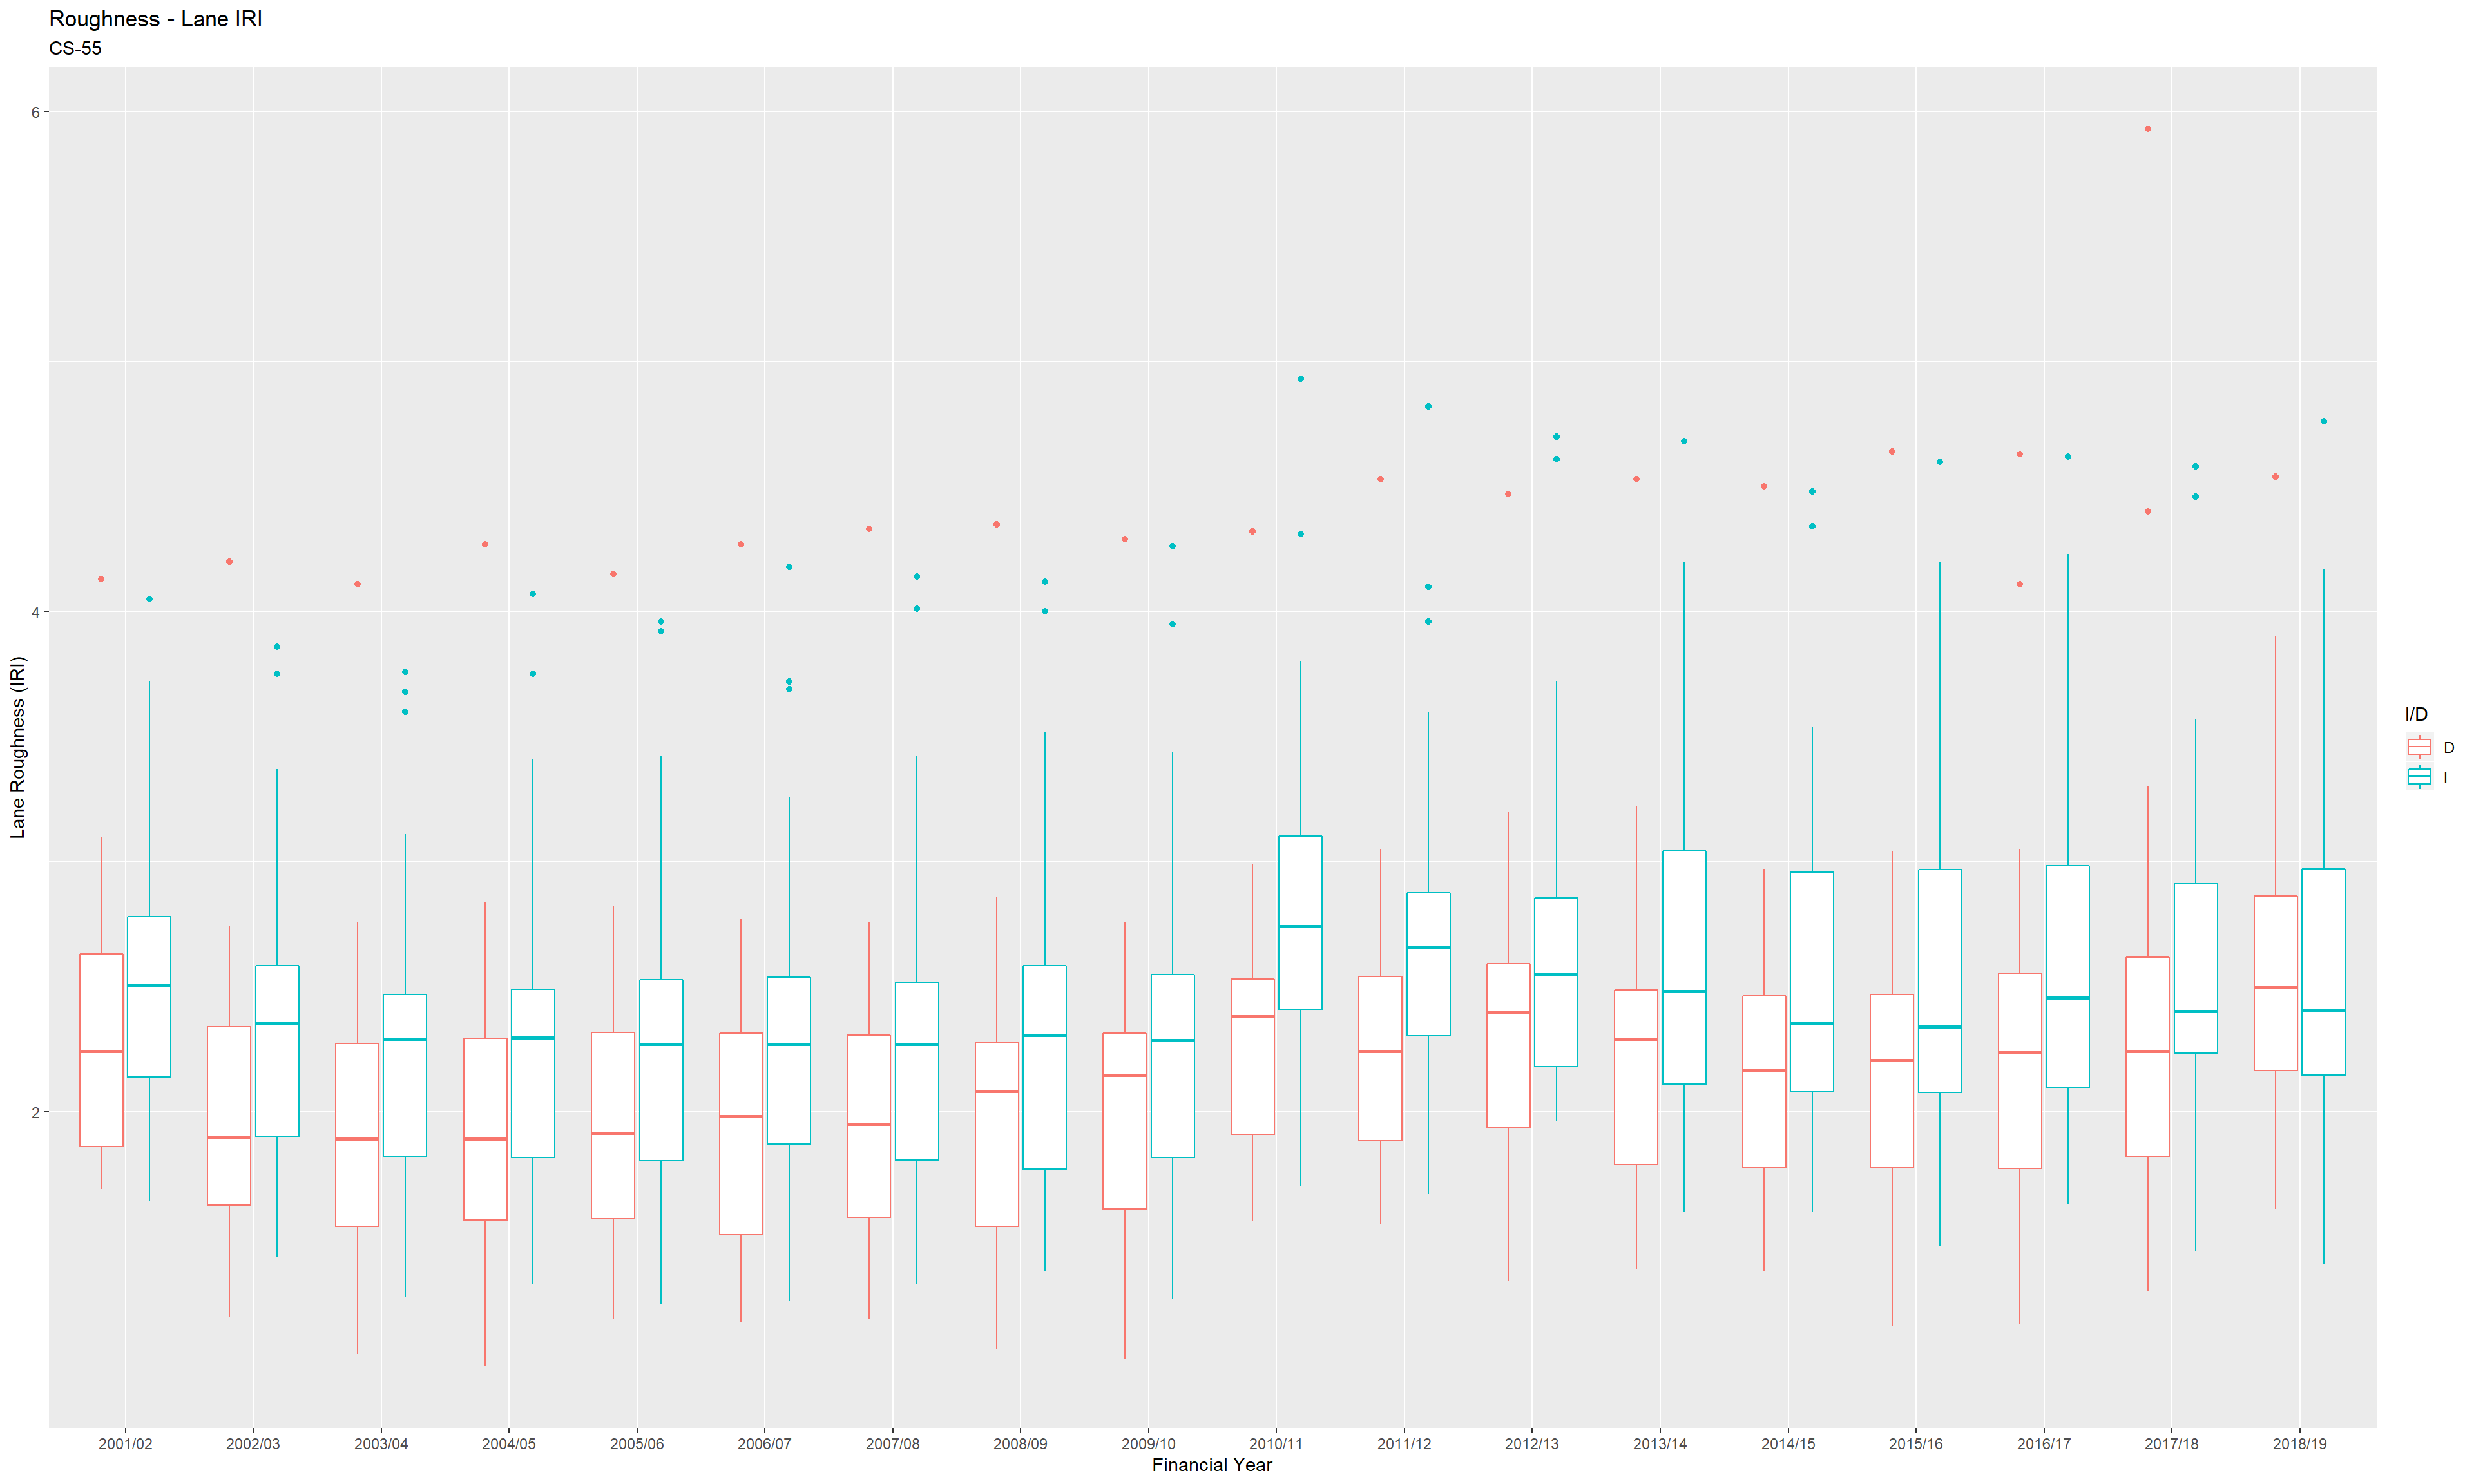 Roughness - Lane IRI
CS-55
Lane Roughness (IRI)
6
4
2
2001/02 2002/03 2003/04 2004/05 2005/06 2006/07 2007/08 2008/09 2009/10 2010/11 2011/12 2012/13 2013/14 2014/15 2015/16 2016/17 2017/18 2018/19
Financial Year
I/D
D
I